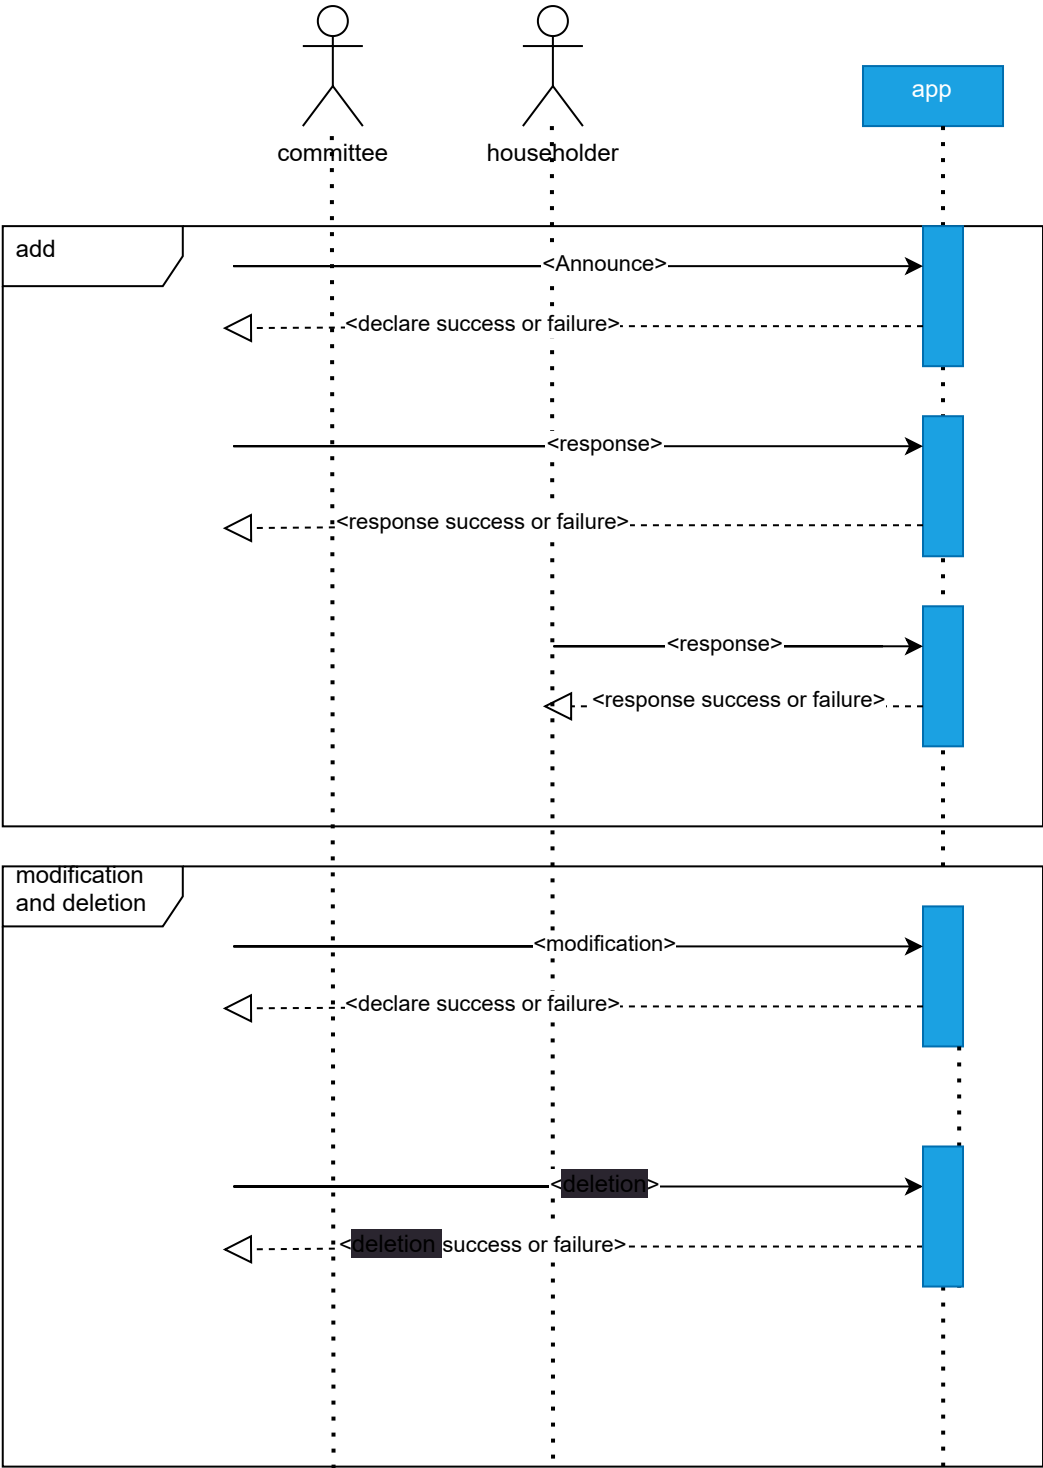 committee
householder
app
add
<Announce>
<declare success or failure>
<response>
<response success or failure>
<response>
<response success or failure>
modification
and deletion
<modification>
<declare success or failure>
<deletion>
<deletion success or failure>